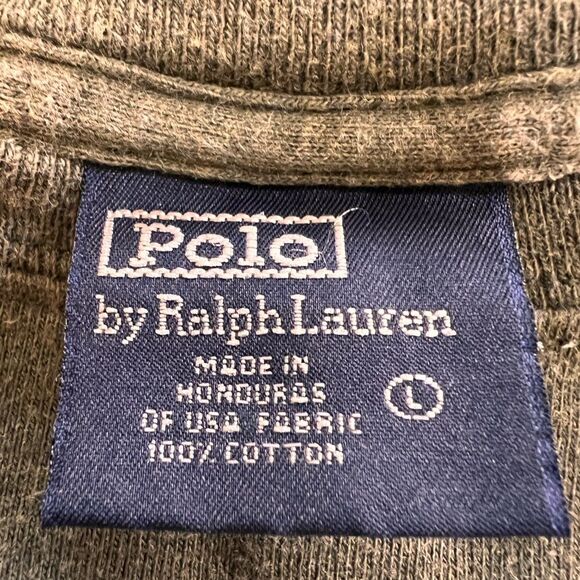 Polo
by Ralph Lauren
MADE IN
HONDURAS
OF USA FABRIC
100% COTTON
L